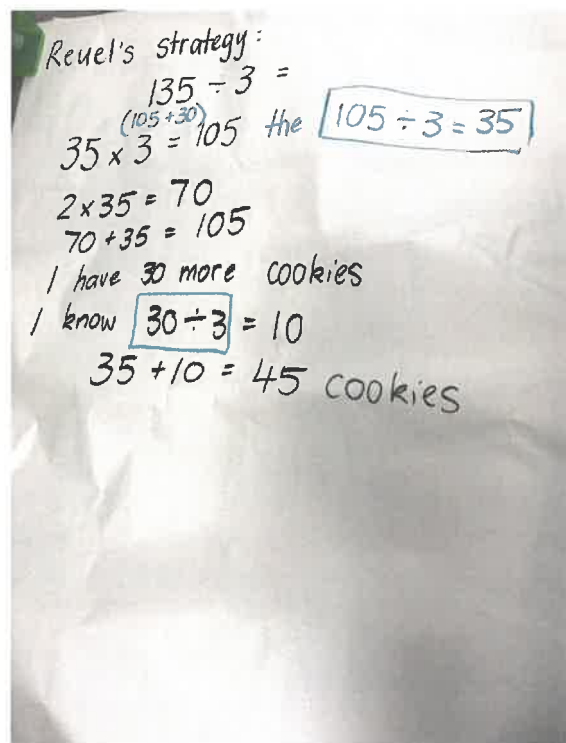 Reuel's strategy:
135 ÷ 3 =
(105 + 30)
35 × 3 = 105 the 105 ÷ 3 = 35
2 × 35 = 70
70 + 35 = 105
I have 30 more cookies
I know 30 ÷ 3 = 10
35 + 10 = 45 cookies